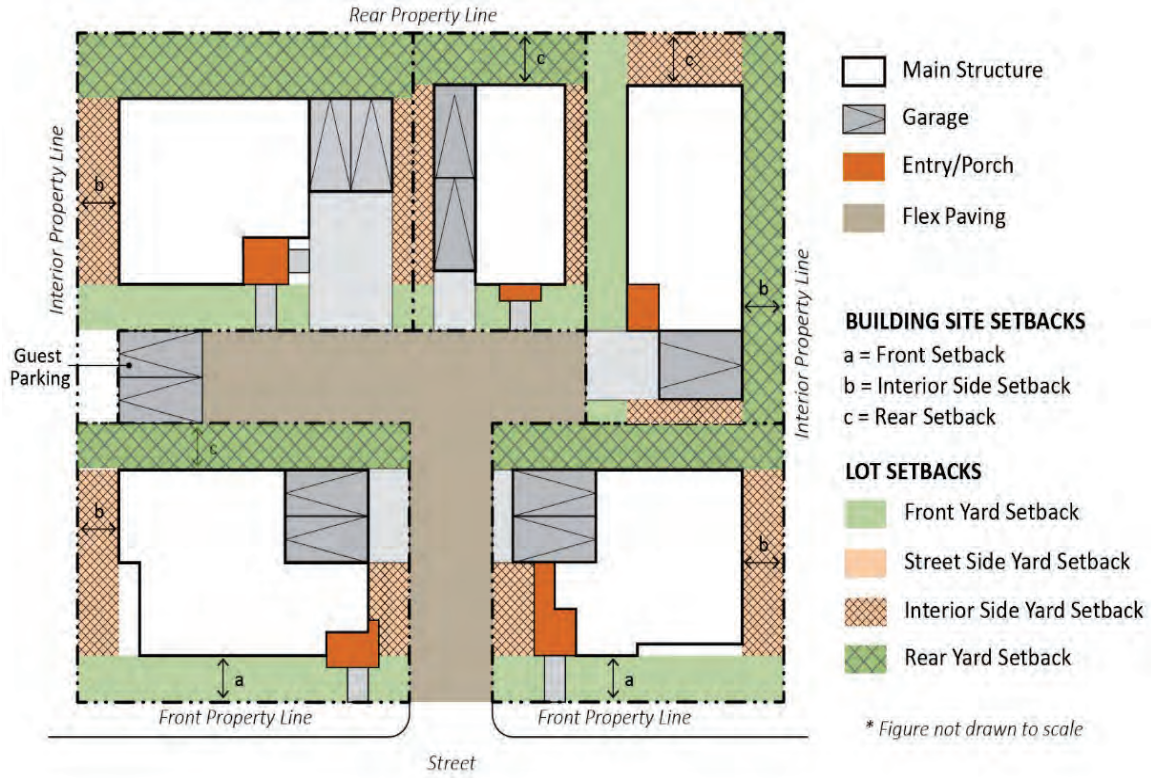 Rear Property Line
c
c
Main Structure
Garage
Entry/Porch
Flex Paving
Interior Property Line
b
b
Interior Property Line
Guest
Parking
BUILDING SITE SETBACKS
a = Front Setback
b = Interior Side Setback
c = Rear Setback
c
LOT SETBACKS
Front Yard Setback
Street Side Yard Setback
Interior Side Yard Setback
Rear Yard Setback
b
b
a
a
Front Property Line
Front Property Line
* Figure not drawn to scale
Street